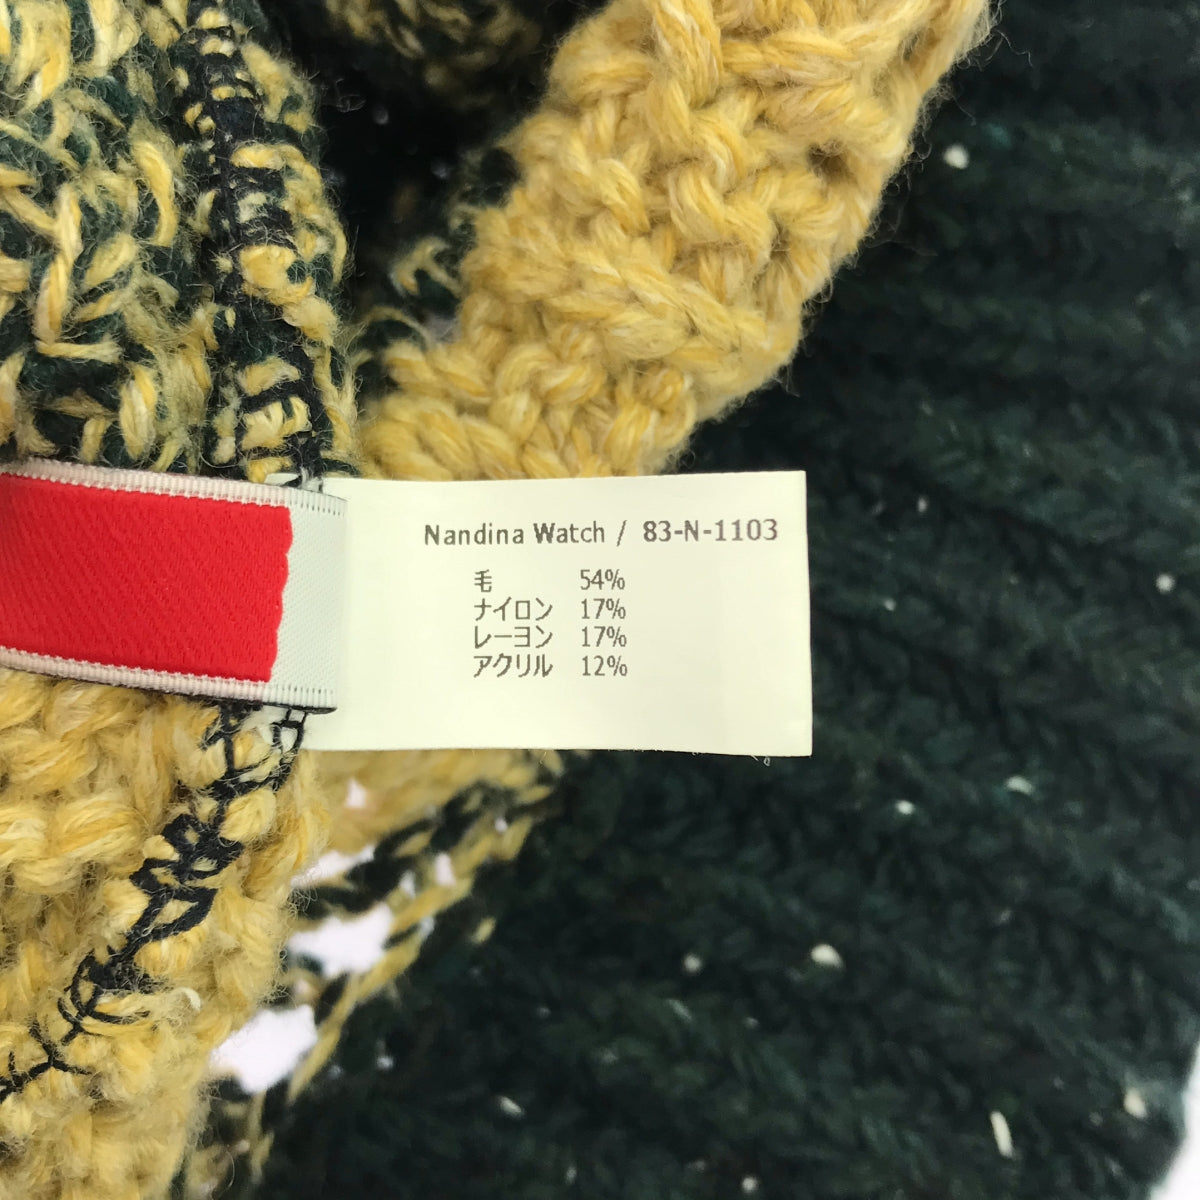 Nandina Watch / 83-N-1103
毛 54%
ナイロン 17%
レーヨン 17%
アクリル 12%